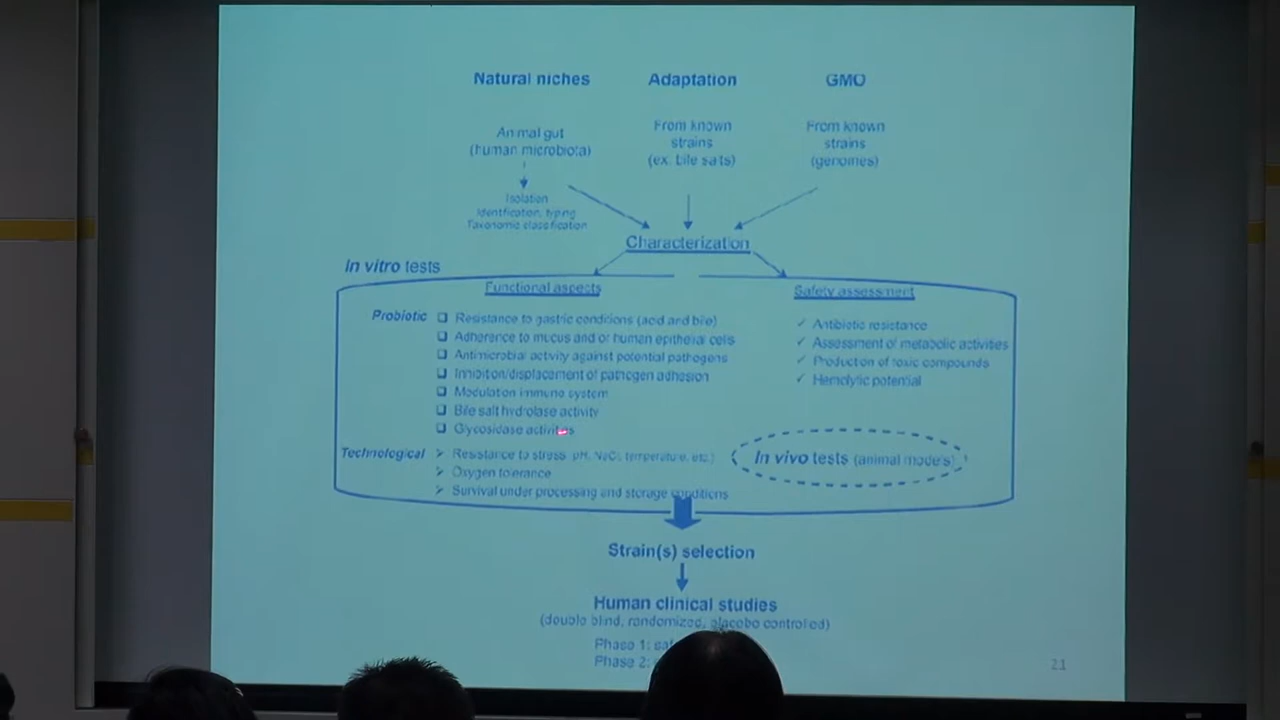 Natural niches
Adaptation
GMO
Animal gut
(human microbiota)
From known
strains
(ex. bile salts)
From known
strains
(genomes)
Isolation
Identification, typing
Taxonomic classification
Characterization
In vitro tests
Functional aspects
Safety assessment
Probiotic
❑ Resistance to gastric conditions (acid and bile)
❑ Adherence to mucus and/or human epithelial cells
❑ Antimicrobial activity against potential pathogens
❑ Inhibition/displacement of pathogen adhesion
❑ Modulation immune system
❑ Bile salt hydrolase activity
❑ Glycosidase activities
✓ Antibiotic resistance
✓ Assessment of metabolic activities
✓ Production of toxic compounds
✓ Hemolytic potential
Technological
➢ Resistance to stress pH, NaCl, temperature, etc.)
➢ Oxygen tolerance
➢ Survival under processing and storage conditions
In vivo tests (animal models)
Strain(s) selection
Human clinical studies
(double blind, randomized, placebo controlled)
Phase 1:
Phase 2:
21